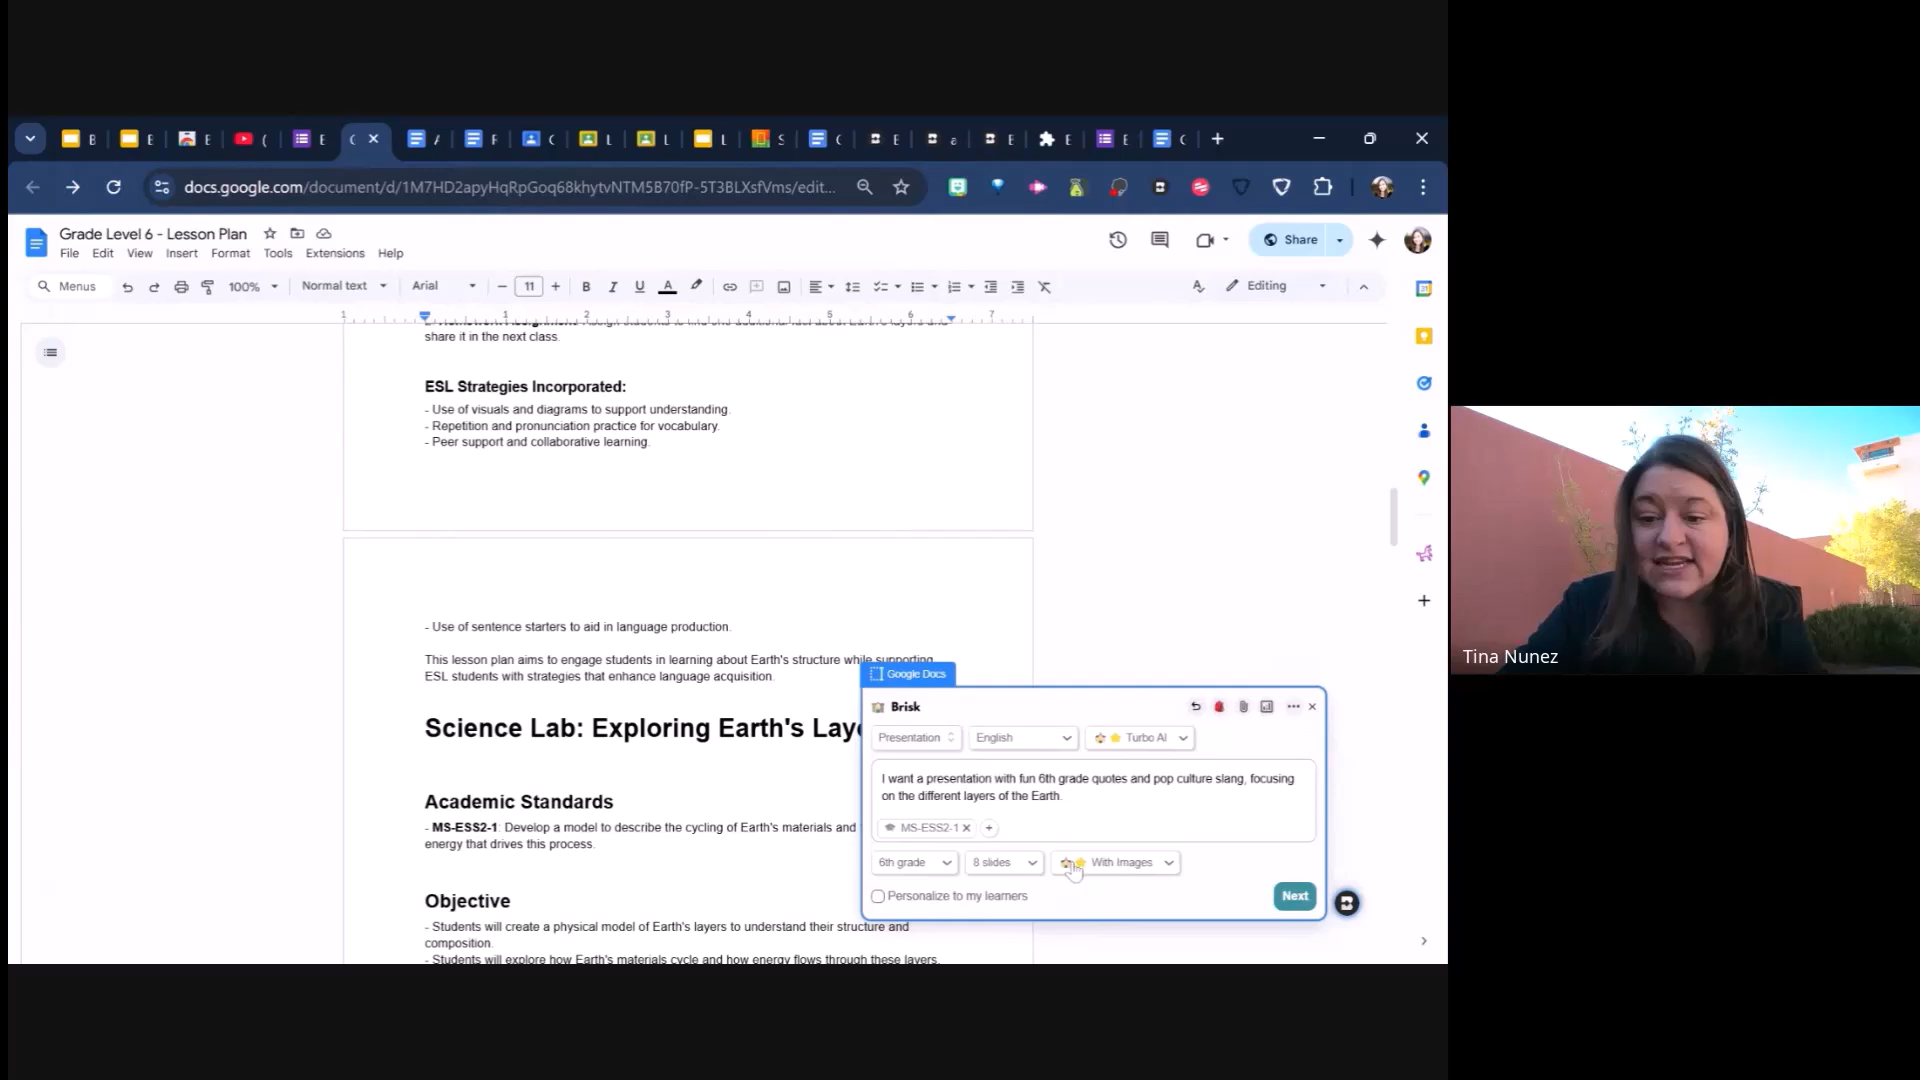 B
E
E
(
E
(
A
F
C
L
L
L
S
C
E
a
E
E
E
C
docs.google.com/document/d/1M7HD2apyHqRpGoq68khytvNTM5B70fP-5T3BLXsfVms/edit...
Grade Level 6 - Lesson Plan
File Edit View Insert Format Tools Extensions Help
Share
Menus 100% Normal text Arial 11 Editing
1 1 2 3 4 5 6 7
share it in the next class.
ESL Strategies Incorporated:
- Use of visuals and diagrams to support understanding.
- Repetition and pronunciation practice for vocabulary.
- Peer support and collaborative learning.
- Use of sentence starters to aid in language production.
This lesson plan aims to engage students in learning about Earth's structure while supporting
ESL students with strategies that enhance language acquisition.
Science Lab: Exploring Earth's
Academic Standards
- MS-ESS2-1: Develop a model to describe the cycling of Earth's materials and
energy that drives this process.
Objective
- Students will create a physical model of Earth's layers to understand their structure and
composition.
- Students will explore how Earth's materials cycle and how energy flows through these layers.
Google Docs
Brisk
Presentation English Turbo AI
I want a presentation with fun 6th grade quotes and pop culture slang, focusing
on the different layers of the Earth.
MS-ESS2-1
6th grade 8 slides With Images
Personalize to my learners
Next
Tina Nunez